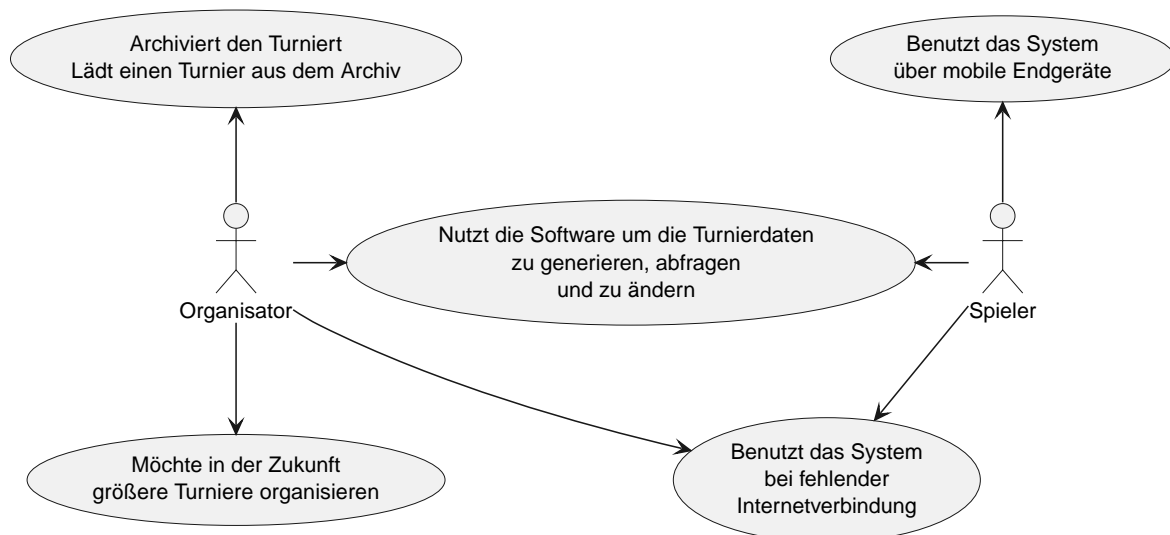 Archiviert den Turniert
Lädt einen Turnier aus dem Archiv
Benutzt das System
über mobile Endgeräte
Nutzt die Software um die Turnierdaten
zu generieren, abfragen
und zu ändern
Organisator
Spieler
Möchte in der Zukunft
größere Turniere organisieren
Benutzt das System
bei fehlender
Internetverbindung